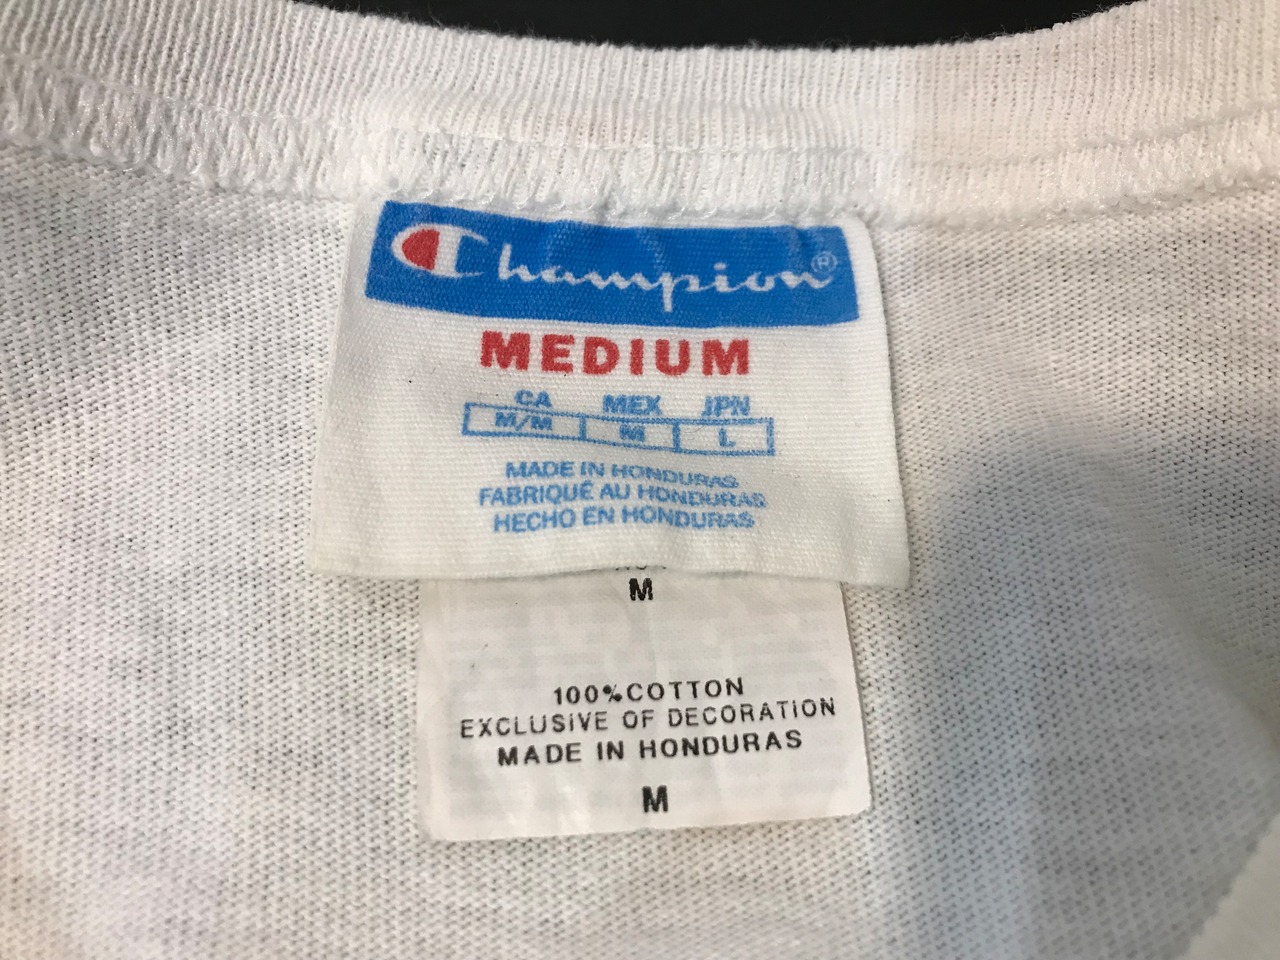 Champion®
MEDIUM
CA MEX JPN
M/M M L
MADE IN HONDURAS
FABRIQUÉ AU HONDURAS
HECHO EN HONDURAS
M
100%COTTON
EXCLUSIVE OF DECORATION
MADE IN HONDURAS
M